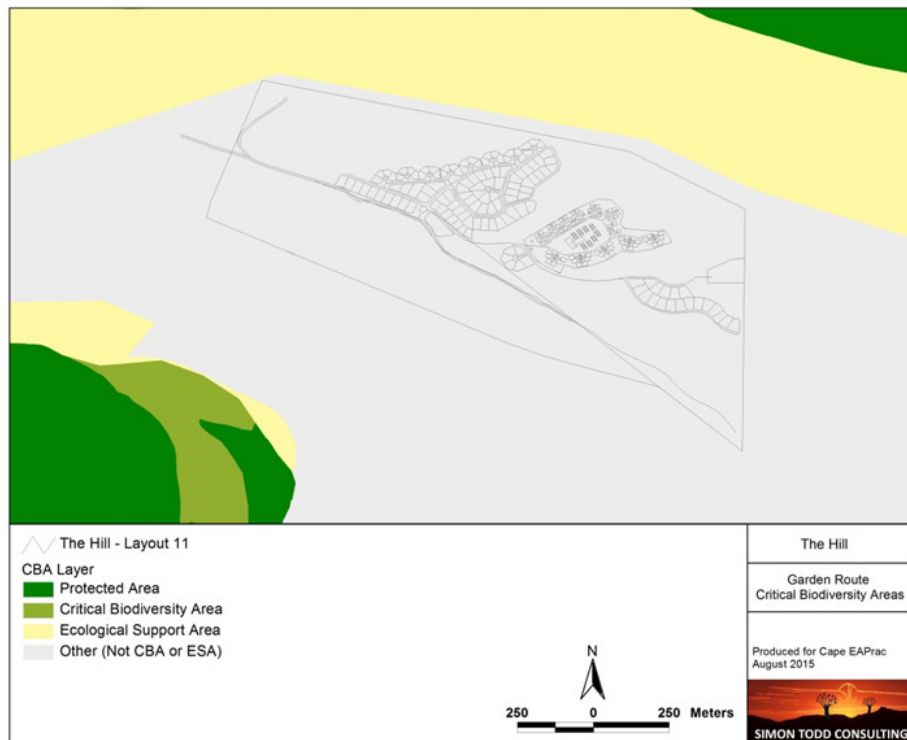 The Hill - Layout 11
CBA Layer
Protected Area
Critical Biodiversity Area
Ecological Support Area
Other (Not CBA or ESA)
N
250 0 250 Meters
The Hill
Garden Route
Critical Biodiversity Areas
Produced for Cape EAPrac
August 2015
SIMON TODD CONSULTING